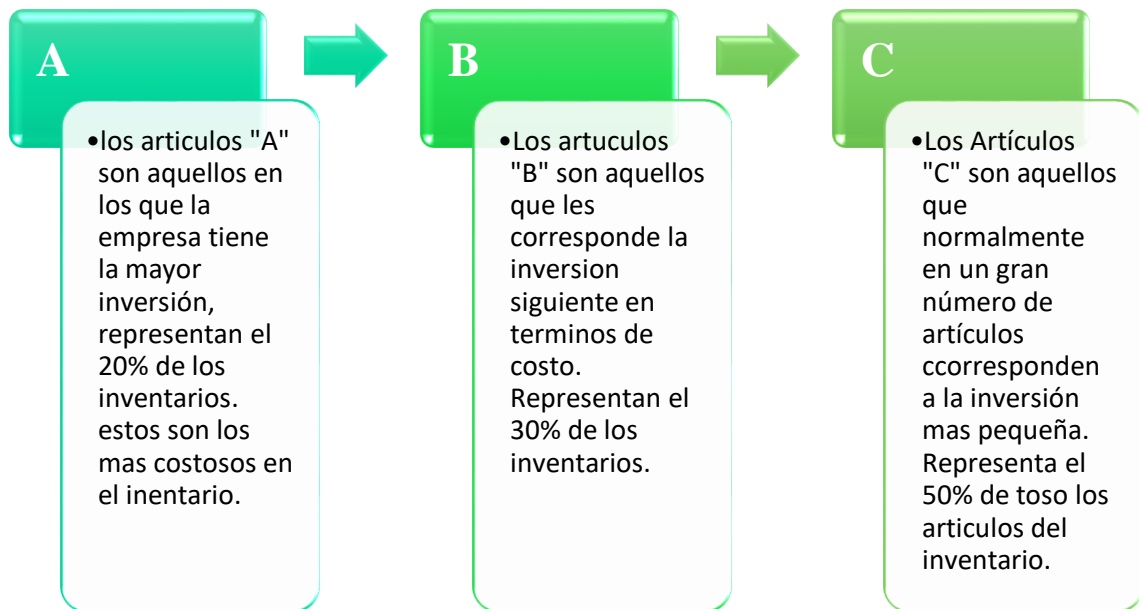 A
•los articulos "A"
son aquellos en
los que la
empresa tiene
la mayor
inversión,
representan el
20% de los
inventarios.
estos son los
mas costosos en
el inentario.
B
•Los artuculos
"B" son aquellos
que les
corresponde la
inversion
siguiente en
terminos de
costo.
Representan el
30% de los
inventarios.
C
•Los Artículos
"C" son aquellos
que
normalmente
en un gran
número de
artículos
ccorresponden
a la inversión
mas pequeña.
Representa el
50% de toso los
articulos del
inventario.